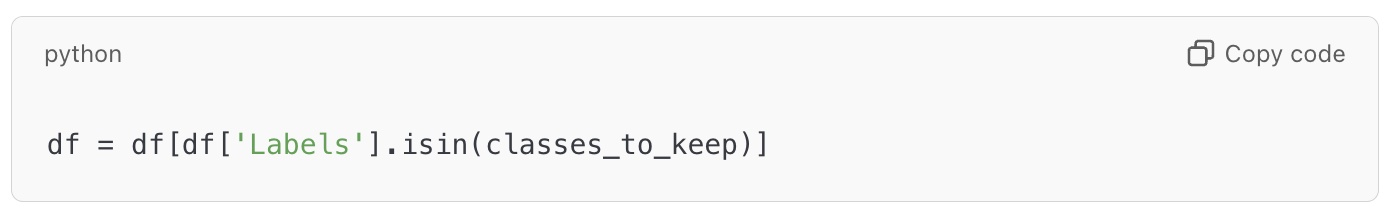 python
Copy code
df = df[df['Labels'].isin(classes_to_keep)]